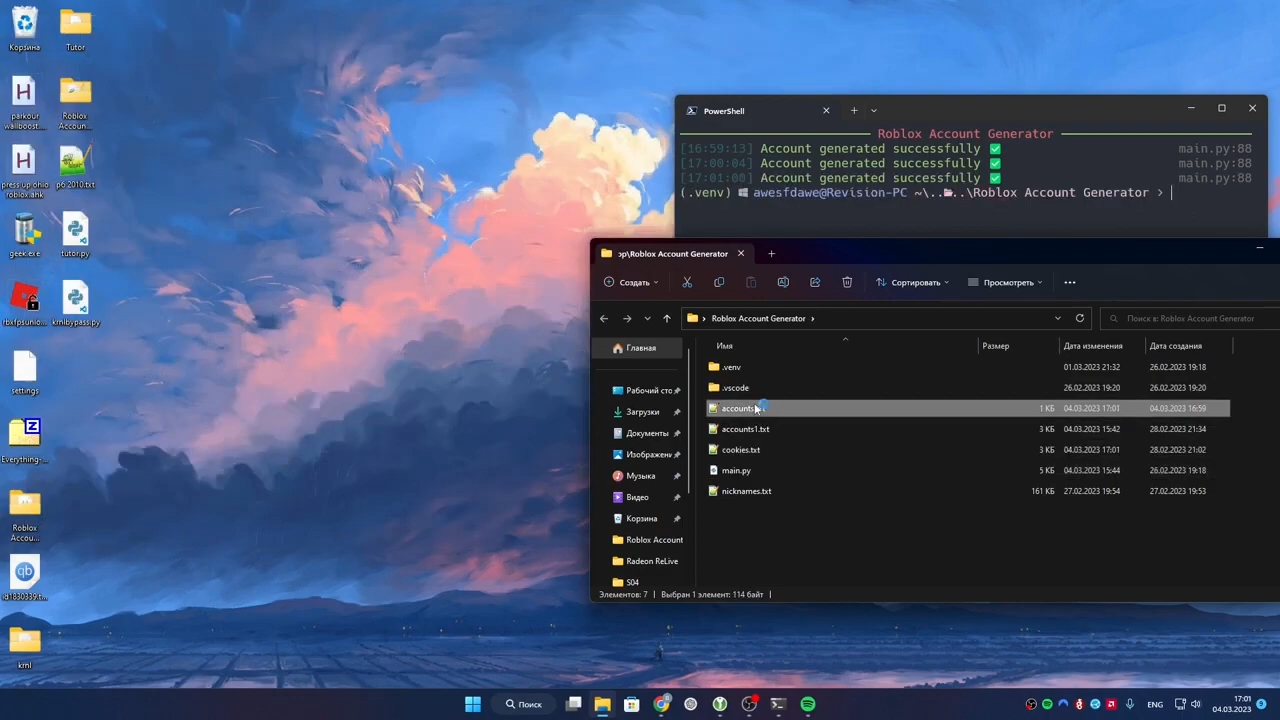 Корзина
Tutor
parkour
wallboost....
Roblox
Accoun...
press up ohio
roblox.ahk
p6 2010.txt
geek.exe
tutor.py
rbxfpsunlo...
krnlbypass.py
settings
Everything-...
Roblox
Accou...
krnl
PowerShell
Roblox Account Generator
[16:59:13] Account generated successfully ✅ main.py:88
[17:00:04] Account generated successfully ✅ main.py:88
[17:01:00] Account generated successfully ✅ main.py:88
(.venv) awesfdawe@Revision-PC ~\.....\Roblox Account Generator >
эр\Roblox Account Generator
Создать
Сортировать
Просмотреть
Roblox Account Generator
Поиск в: Roblox Account Generator
Имя Размер Дата изменения Дата создания
.venv 01.03.2023 21:32 26.02.2023 19:18
.vscode 26.02.2023 19:20 26.02.2023 19:20
accounts 1 КБ 04.03.2023 17:01 04.03.2023 16:59
accounts1.txt 3 КБ 04.03.2023 15:42 28.02.2023 21:34
cookies.txt 3 КБ 04.03.2023 17:01 28.02.2023 21:02
main.py 5 КБ 04.03.2023 15:44 26.02.2023 19:18
nicknames.txt 161 КБ 27.02.2023 19:54 27.02.2023 19:53
Главная
Рабочий сто
Загрузки
Документы
Изображени
Музыка
Видео
Корзина
Roblox Account
Radeon ReLive
S04
Элементов: 7 Выбран 1 элемент: 114 байт
Поиск
ENG
17:01
04.03.2023